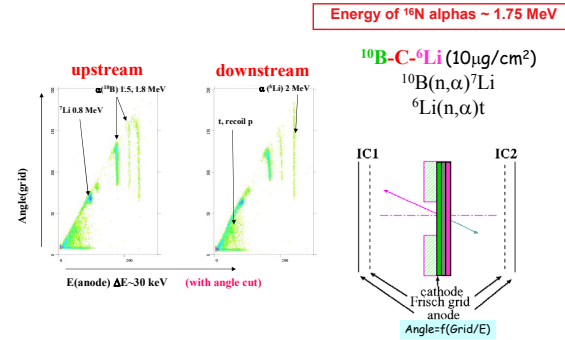 Energy of ¹⁶N alphas ~ 1.75 MeV
¹⁰B-C-⁶Li (10μg/cm²)
¹⁰B(n,α)⁷Li
⁶Li(n,α)t
upstream
downstream
α(¹⁰B) 1.5, 1.8 MeV
α (⁶Li) 2 MeV
⁷Li 0.8 MeV
t, recoil p
Angle(grid)
E(anode) ΔE~30 keV
(with angle cut)
IC1
IC2
cathode
Frisch grid
anode
Angle=f(Grid/E)